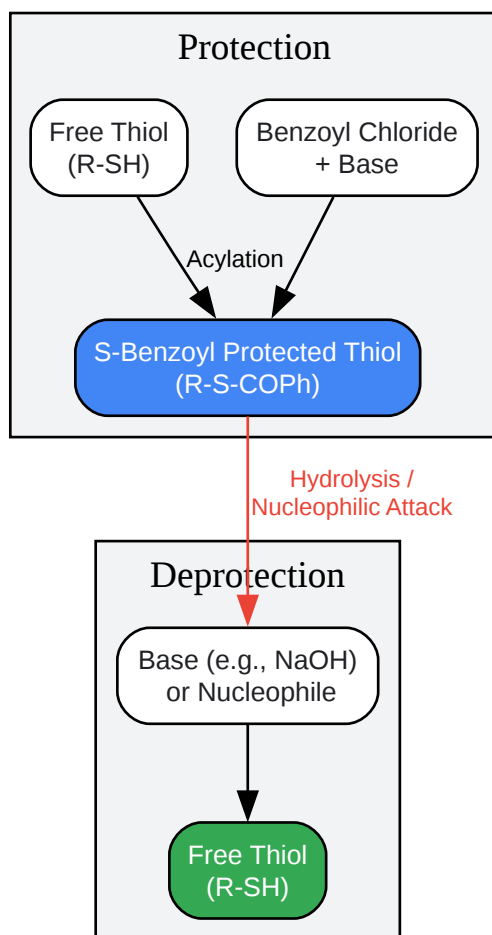 Protection
Free Thiol
(R-SH)
Benzoyl Chloride
+ Base
Acylation
S-Benzoyl Protected Thiol
(R-S-COPh)
Hydrolysis /
Nucleophilic Attack
Deprotection
Base (e.g., NaOH)
or Nucleophile
Free Thiol
(R-SH)